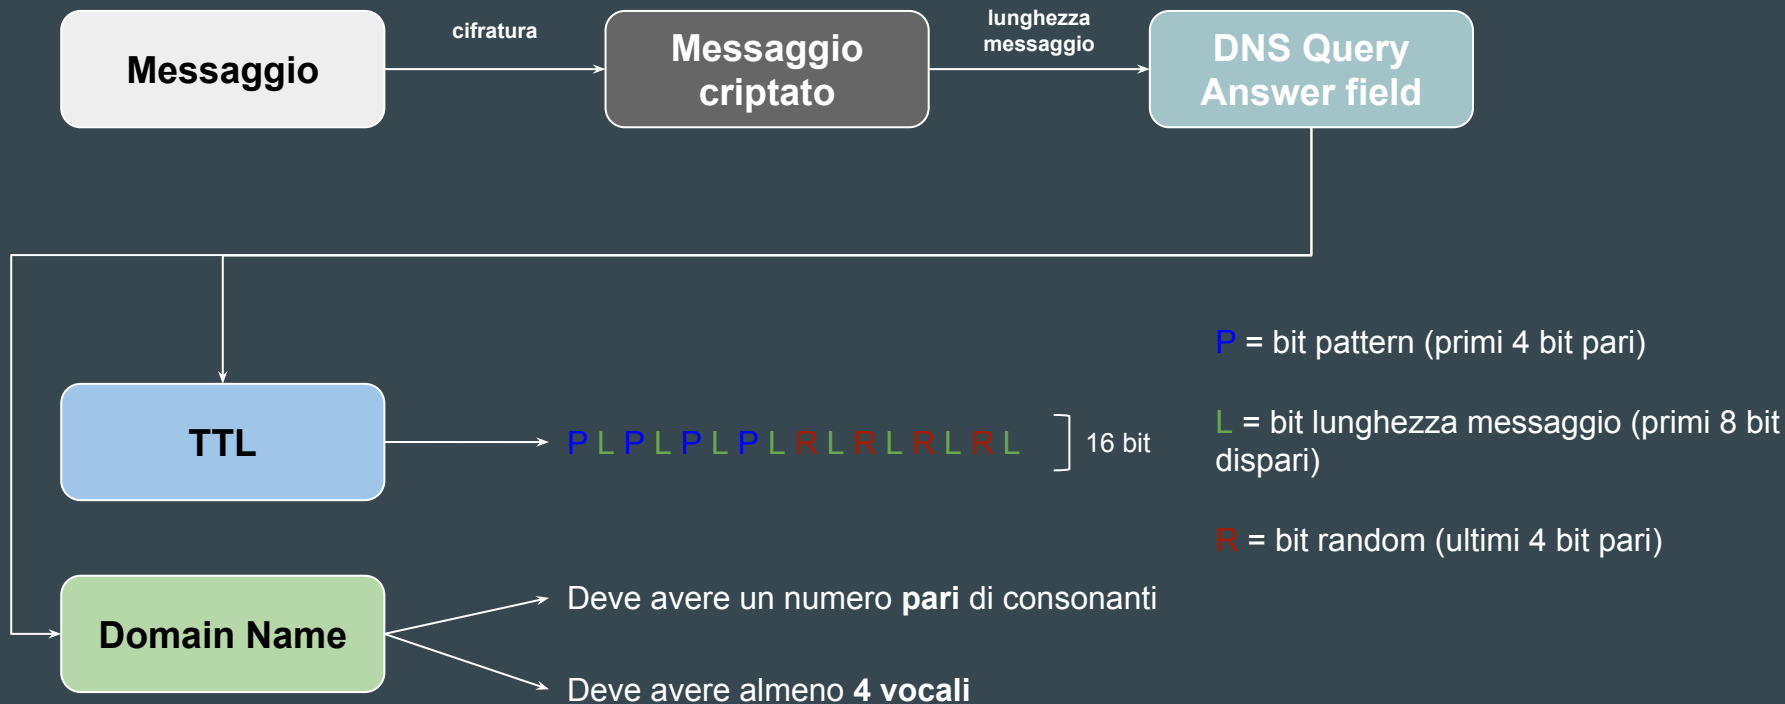 Messaggio
cifratura
Messaggio
criptato
lunghezza
messaggio
DNS Query
Answer field
TTL
P L P L P L P L R L R L R L R L
16 bit
P = bit pattern (primi 4 bit pari)
L = bit lunghezza messaggio (primi 8 bit
dispari)
R = bit random (ultimi 4 bit pari)
Domain Name
Deve avere un numero pari di consonanti
Deve avere almeno 4 vocali